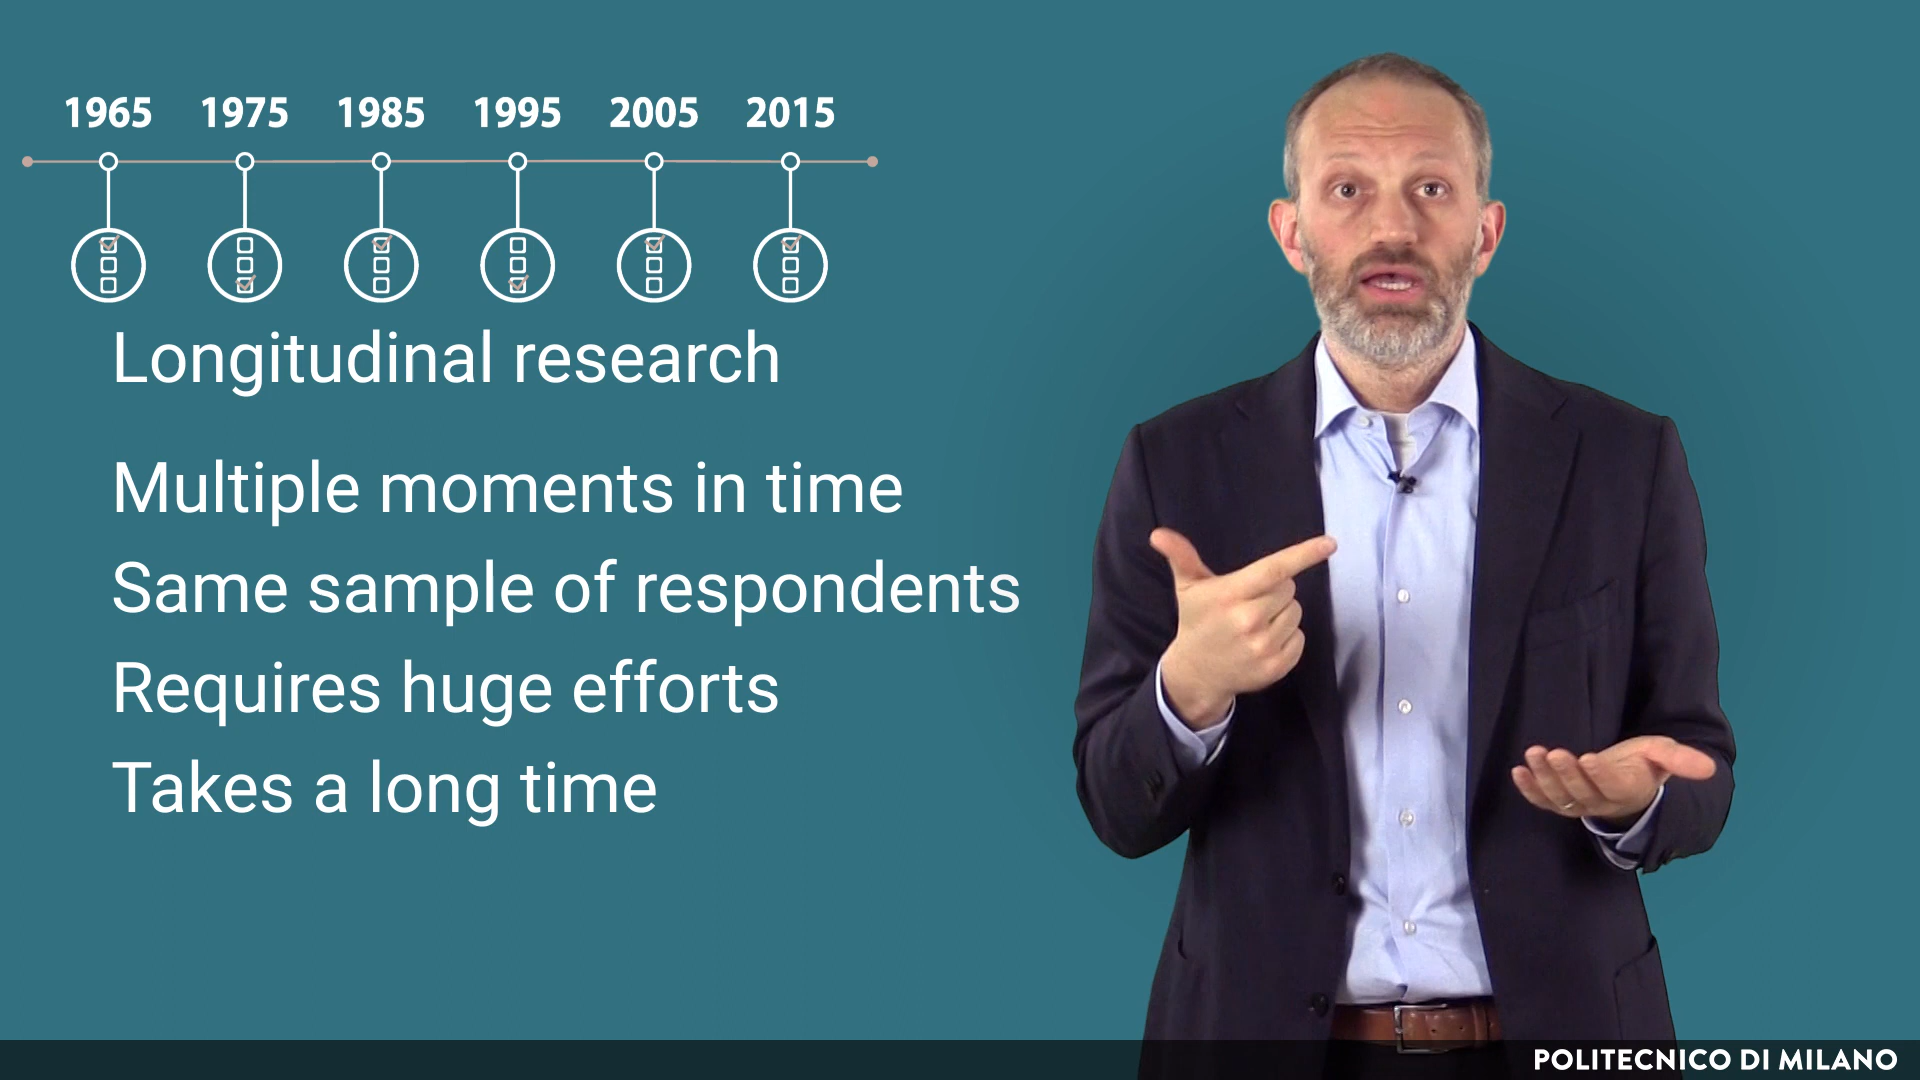 1965 1975 1985 1995 2005 2015
Longitudinal research
Multiple moments in time
Same sample of respondents
Requires huge efforts
Takes a long time
POLITECNICO DI MILANO